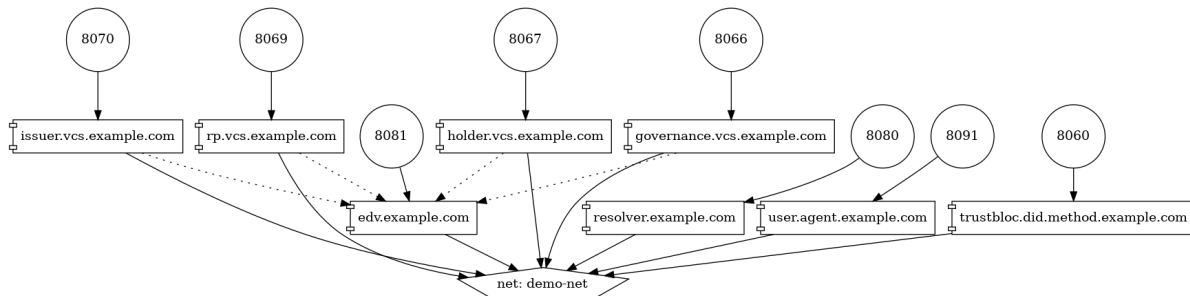 8070
8069
8067
8066
issuer.vcs.example.com
rp.vcs.example.com
8081
holder.vcs.example.com
governance.vcs.example.com
8080
8091
8060
edv.example.com
resolver.example.com
user.agent.example.com
trustbloc.did.method.example.com
net: demo-net